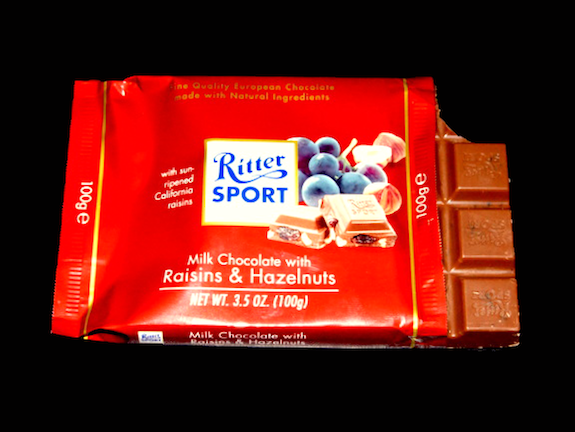 ne Quality European Chocolate
made with Natural Ingredients
with sun-
ripened
California
raisins
Ritter
SPORT
100g e
100g e
Milk Chocolate with
Raisins & Hazelnuts
NET WT. 3.5 OZ. (100g)
Milk Chocolate with
Raisins & Hazelnuts